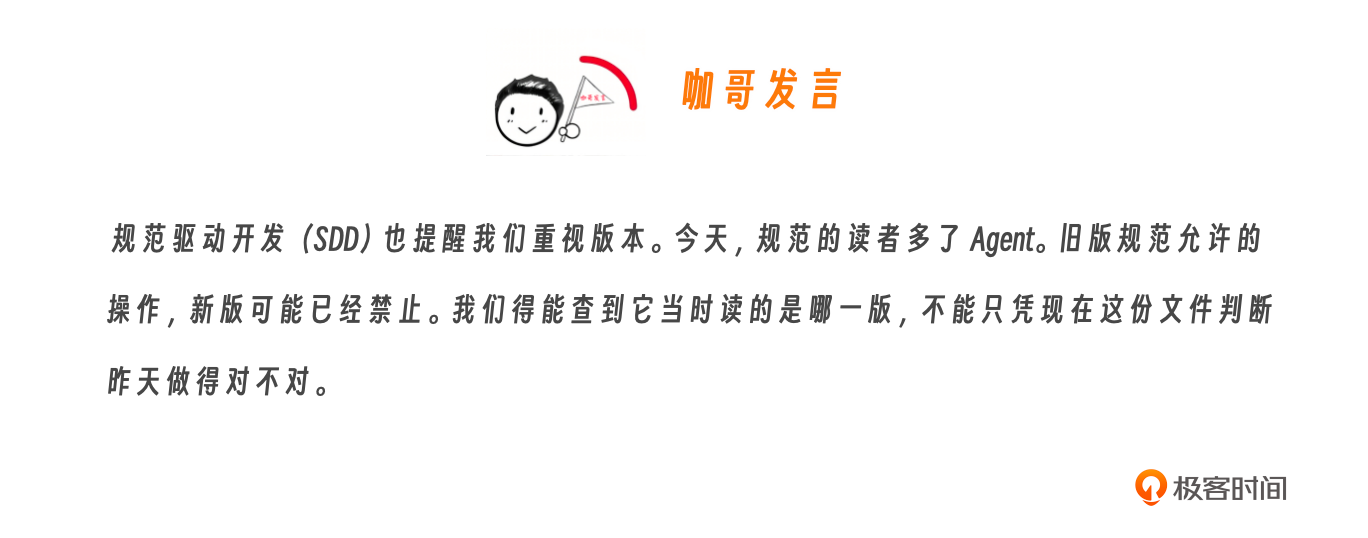 咖哥发言
咖哥发言
规范驱动开发（SDD）也提醒我们重视版本。今天，规范的读者多了 Agent。旧版规范允许的
操作，新版可能已经禁止。我们得能查到它当时读的是哪一版，不能只凭现在这份文件判断
昨天做得对不对。
极客时间